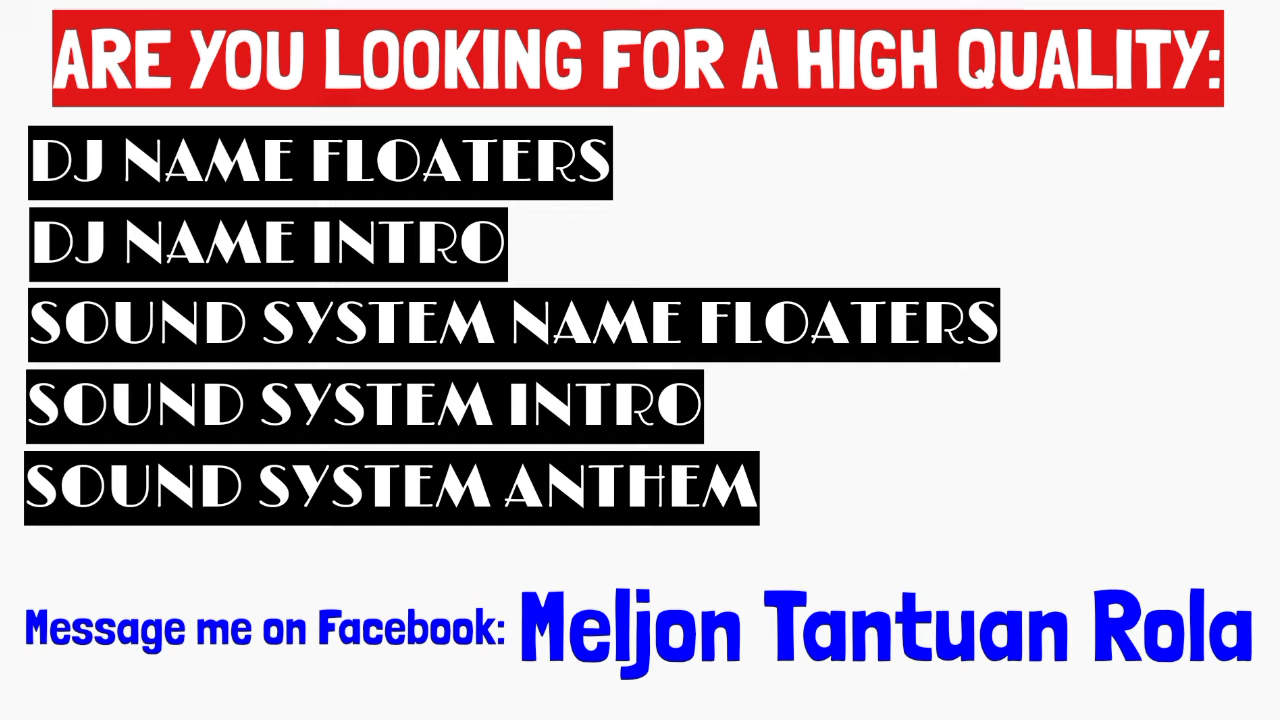 ARE YOU LOOKING FOR A HIGH QUALITY:
DJ NAME FLOATERS
DJ NAME INTRO
SOUND SYSTEM NAME FLOATERS
SOUND SYSTEM INTRO
SOUND SYSTEM ANTHEM
Message me on Facebook: Meljon Tantuan Rola